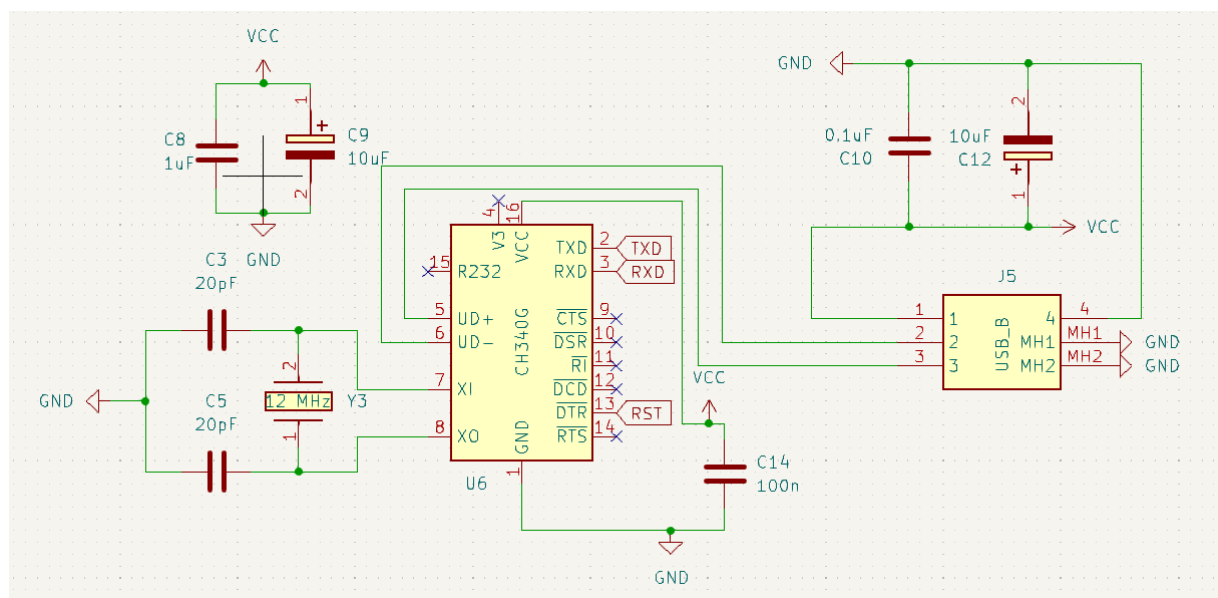 VCC
C8
1uF
1
+
2
C9
10uF
GND
C3
20pF
GND
C5
20pF
2
12 MHz
1
Y3
4
V3
16
VCC
15
R232
5
UD+
6
UD-
7
XI
8
XO
CH340G
GND
1
U6
TXD
2
TXD
RXD
3
RXD
CTS
9
DSR
10
RI
11
DCD
12
DTR
13
RST
RTS
14
VCC
C14
100n
GND
GND
0.1uF
C10
10uF
C12
2
+
1
VCC
J5
1
2
3
1
2
3
USB_B
4
MH1
MH2
4
MH1
MH2
GND
GND